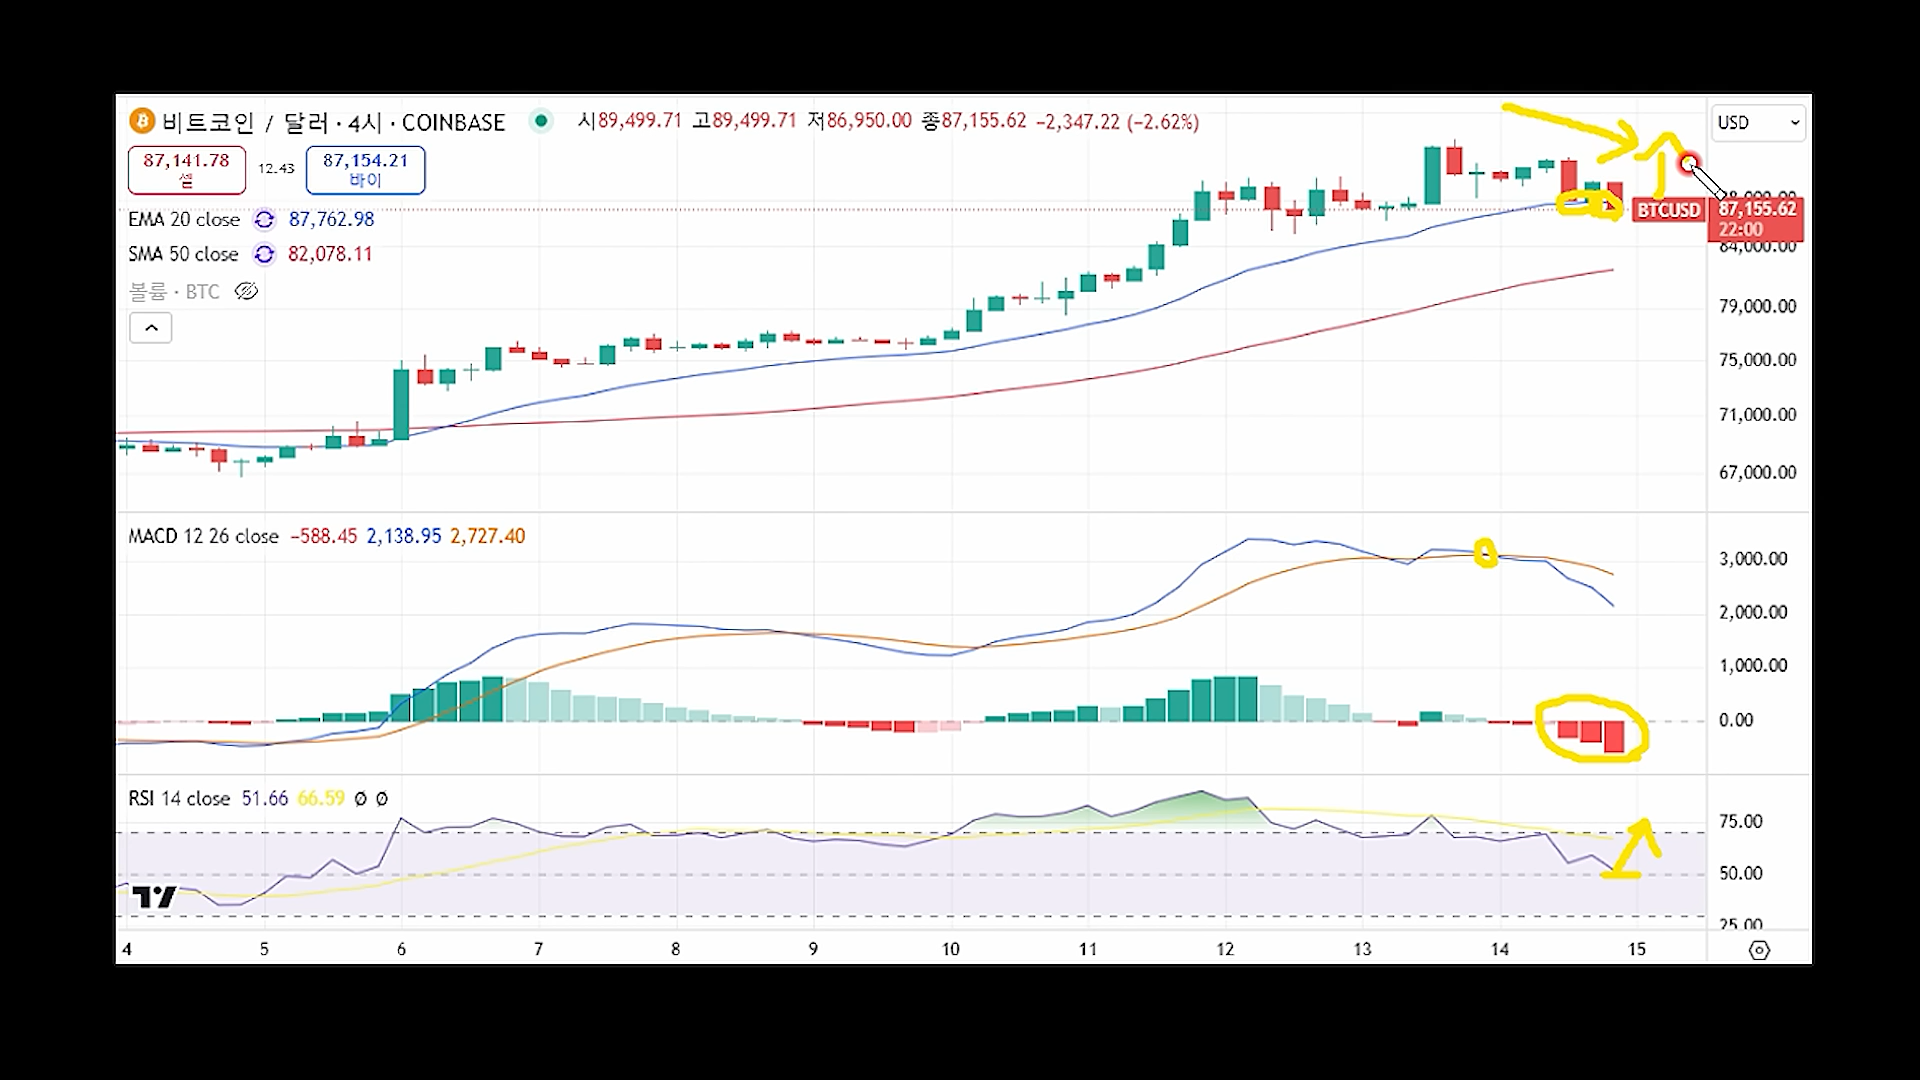 비트코인 / 달러 · 4시 · COINBASE 시89,499.71 고89,499.71 저86,950.00 종87,155.62 −2,347.22 (−2.62%)
USD
87,141.78
셀
12.43
87,154.21
바이
EMA 20 close 87,762.98
SMA 50 close 82,078.11
볼륨 · BTC
BTCUSD
87,155.62
22:00
84,000.00
79,000.00
75,000.00
71,000.00
67,000.00
MACD 12 26 close −588.45 2,138.95 2,727.40
3,000.00
2,000.00
1,000.00
0.00
RSI 14 close 51.66 66.59 Ø Ø
75.00
50.00
25.00
4 5 6 7 8 9 10 11 12 13 14 15